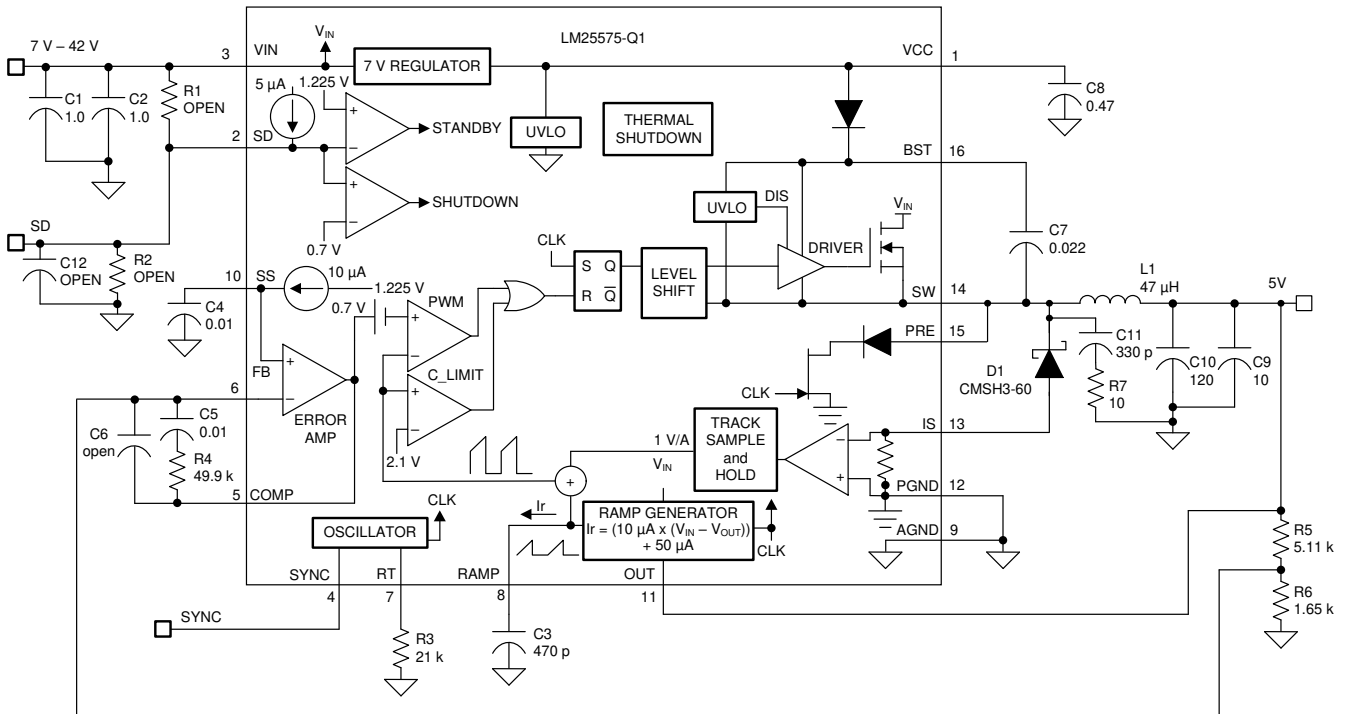 7 V – 42 V
3
VIN
VIN
LM25575-Q1
VCC
1
7 V REGULATOR
C1
1.0
C2
1.0
R1
OPEN
5 µA
1.225 V
C8
0.47
+
–
STANDBY
UVLO
THERMAL
SHUTDOWN
2
SD
BST
16
+
–
SHUTDOWN
0.7 V
UVLO
DIS
VIN
SD
C12
OPEN
R2
OPEN
CLK
DRIVER
C7
0.022
10
SS
10 µA
1.225 V
S Q
R Q
LEVEL
SHIFT
L1
47 µH
5V
C4
0.01
0.7 V
PWM
+
–
SW
14
PRE
15
C11
330 p
C10
120
C9
10
FB
+
–
C_LIMIT
+
–
D1
CMSH3-60
R7
10
6
CLK
ERROR
AMP
C5
0.01
C6
open
R4
49.9 k
2.1 V
1 V/A
TRACK
SAMPLE
and
HOLD
–
+
IS
13
VIN
+
PGND
12
5
COMP
CLK
Ir
RAMP GENERATOR
Ir = (10 µA x (VIN – VOUT))
+ 50 µA
AGND
9
OSCILLATOR
CLK
R5
5.11 k
SYNC
RT
RAMP
OUT
4
7
8
11
R6
1.65 k
SYNC
R3
21 k
C3
470 p